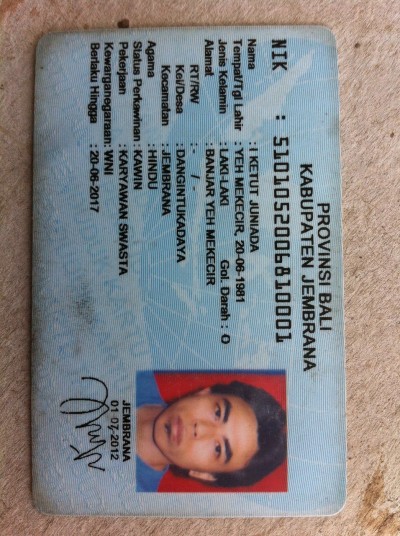 PROVINSI BALI
KABUPATEN JEMBRANA
NIK : 5101052006810001
Nama : I KETUT JUNIADA
Tempat/Tgl Lahir : YEH MEKECIR, 20-06-1981
Jenis Kelamin : LAKI-LAKI Gol. Darah : O
Alamat : BANJAR YEH MEKECIR
RT/RW : - / -
Kel/Desa : DANGINTUKADAYA
Kecamatan : JEMBRANA
Agama : HINDU
Status Perkawinan : KAWIN
Pekerjaan : KARYAWAN SWASTA
Kewarganegaraan: WNI
Berlaku Hingga : 20-06-2017
JEMBRANA
01-07-2012